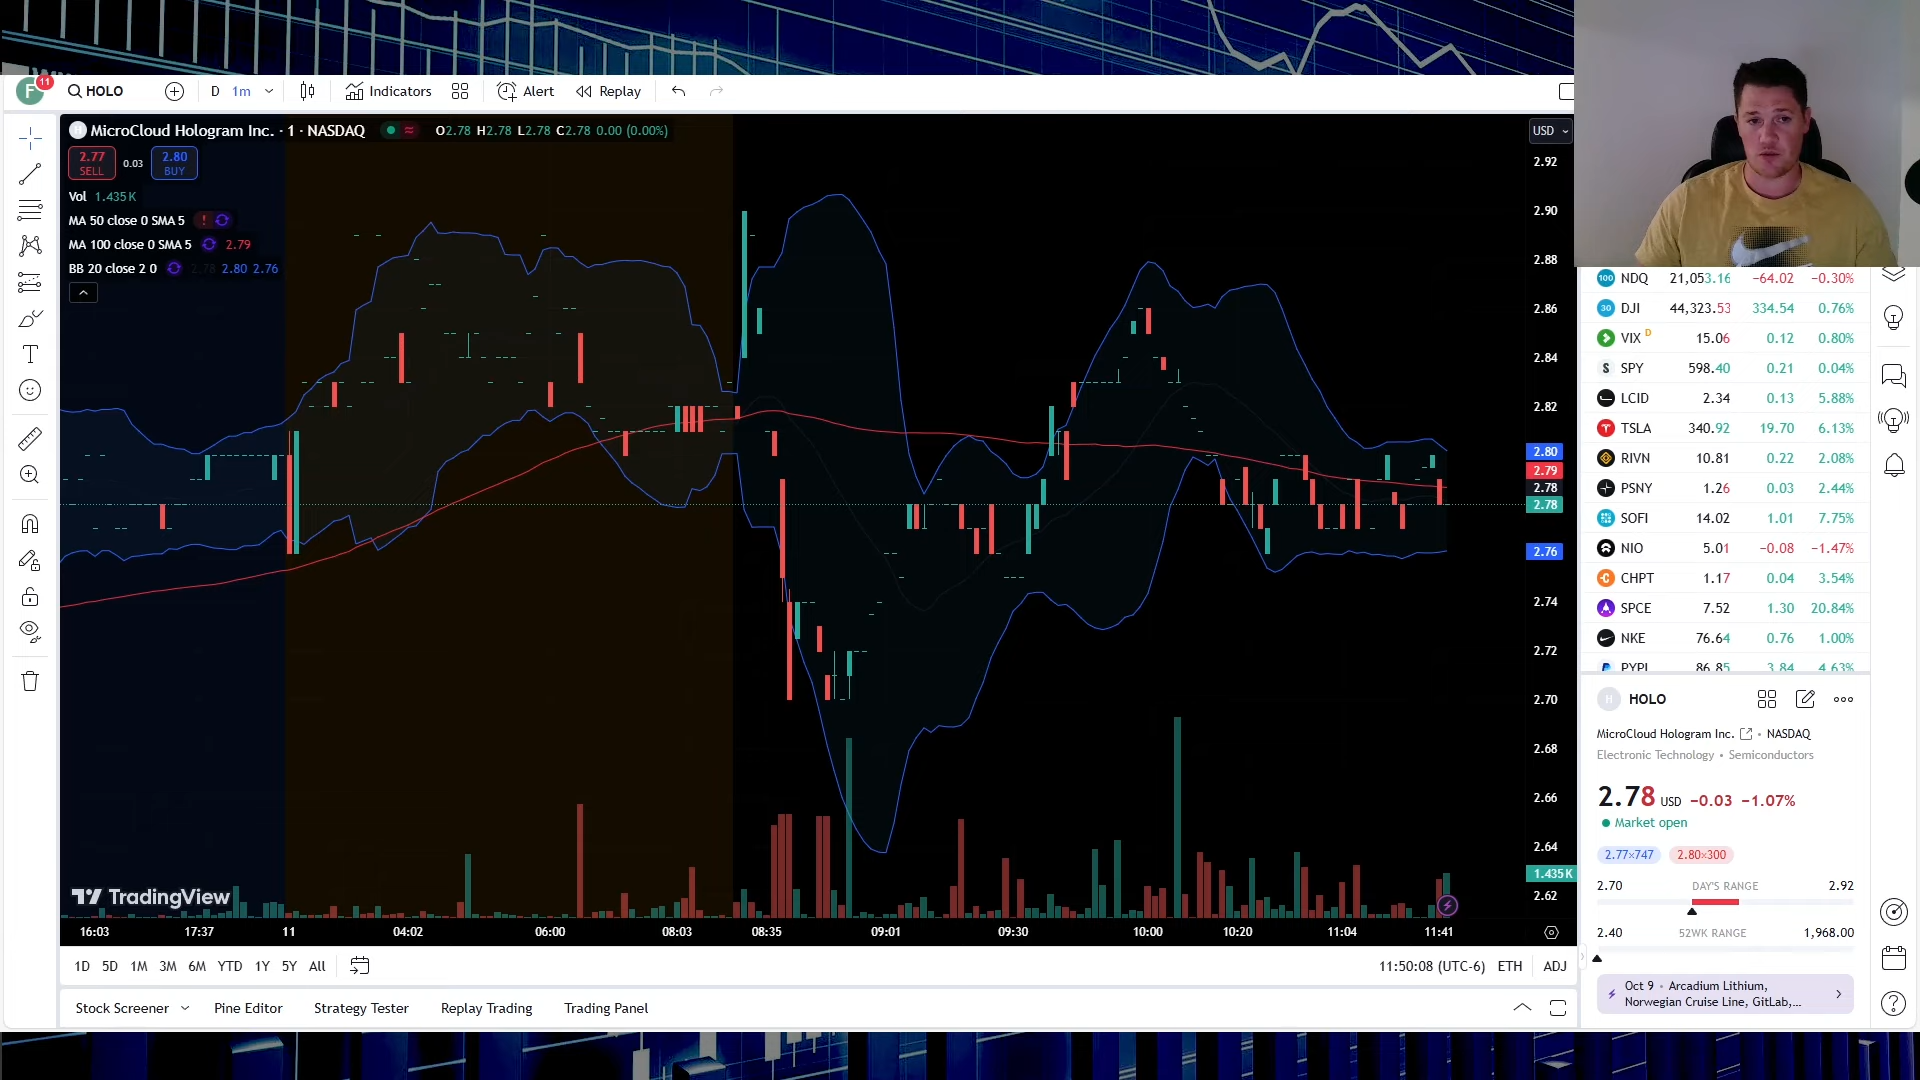 F 11 HOLO D 1m Indicators Alert Replay
MicroCloud Hologram Inc. · 1 · NASDAQ O2.78 H2.78 L2.78 C2.78 0.00 (0.00%)
USD
2.77 SELL 0.03 2.80 BUY
Vol 1.435K
MA 50 close 0 SMA 5 !
MA 100 close 0 SMA 5 2.79
BB 20 close 2 0 2.78 2.80 2.76
2.92
2.90
2.88
2.86
2.84
2.82
2.80
2.79
2.78
2.78
2.76
2.74
2.72
2.70
2.68
2.66
2.64
1.435K
2.62
TradingView
16:03 17:37 11 04:02 06:00 08:03 08:35 09:01 09:30 10:00 10:20 11:04 11:41
1D 5D 1M 3M 6M YTD 1Y 5Y All 11:50:08 (UTC-6) ETH ADJ
Stock Screener Pine Editor Strategy Tester Replay Trading Trading Panel
100 NDQ 21,053.16 −64.02 −0.30%
30 DJI 44,323.53 334.54 0.76%
VIX D 15.06 0.12 0.80%
S SPY 598.40 0.21 0.04%
LCID 2.34 0.13 5.88%
TSLA 340.92 19.70 6.13%
RIVN 10.81 0.22 2.08%
PSNY 1.26 0.03 2.44%
SOFI 14.02 1.01 7.75%
NIO 5.01 −0.08 −1.47%
CHPT 1.17 0.04 3.54%
SPCE 7.52 1.30 20.84%
NKE 76.64 0.76 1.00%
PYPL 86.85 3.84 4.63%
H HOLO
MicroCloud Hologram Inc. • NASDAQ
Electronic Technology • Semiconductors
2.78 USD −0.03 −1.07%
Market open
2.77×747 2.80×300
2.70 DAY'S RANGE 2.92
2.40 52WK RANGE 1,968.00
Oct 9 • Arcadium Lithium,
Norwegian Cruise Line, GitLab,...